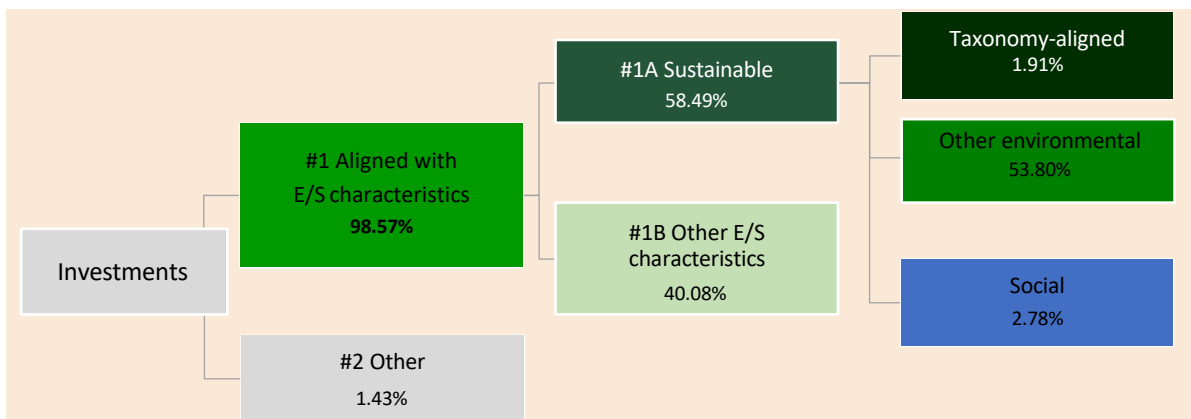 Investments
#1 Aligned with
E/S characteristics
98.57%
#2 Other
1.43%
#1A Sustainable
58.49%
#1B Other E/S
characteristics
40.08%
Taxonomy-aligned
1.91%
Other environmental
53.80%
Social
2.78%